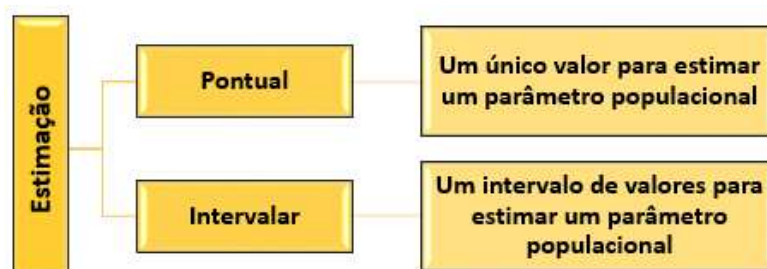 Estimação
Pontual
Um único valor para estimar
um parâmetro populacional
Intervalar
Um intervalo de valores para
estimar um parâmetro
populacional